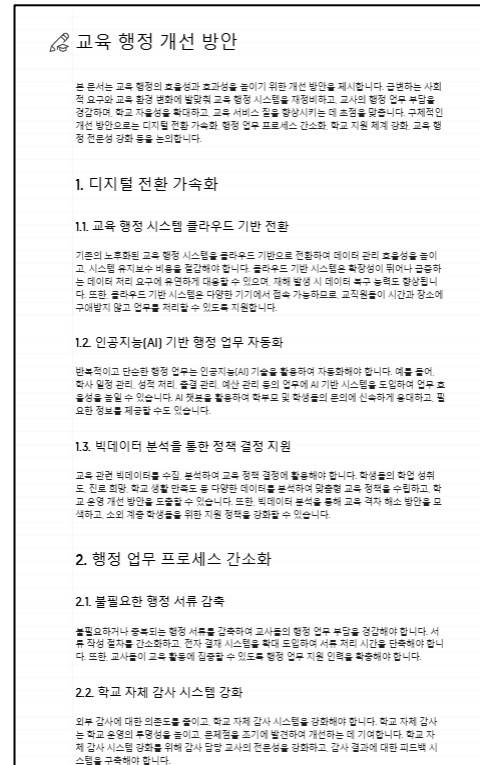 교육 행정 개선 방안
본 문서는 교육 행정의 효율성과 효과성을 높이기 위한 개선 방안을 제시합니다. 급변하는 사회
적 요구와 교육 환경 변화에 발맞춰 교육 행정 시스템을 재정비하고, 교사의 행정 업무 부담을
경감하며, 학교 자율성을 확대하고, 교육 서비스 질을 향상시키는 데 초점을 맞춥니다. 구체적인
개선 방안으로는 디지털 전환 가속화, 행정 업무 프로세스 간소화, 학교 지원 체계 강화, 교육 행
정 전문성 강화 등을 논의합니다.
1. 디지털 전환 가속화
1.1. 교육 행정 시스템 클라우드 기반 전환
기존의 노후화된 교육 행정 시스템을 클라우드 기반으로 전환하여 데이터 관리 효율성을 높이
고, 시스템 유지보수 비용을 절감해야 합니다. 클라우드 기반 시스템은 확장성이 뛰어나 급증하
는 데이터 처리 요구에 유연하게 대응할 수 있으며, 재해 발생 시 데이터 복구 능력도 향상됩니
다. 또한, 클라우드 기반 시스템은 다양한 기기에서 접속 가능하므로, 교직원들이 시간과 장소에
구애받지 않고 업무를 처리할 수 있도록 지원합니다.
1.2. 인공지능(AI) 기반 행정 업무 자동화
반복적이고 단순한 행정 업무는 인공지능(AI) 기술을 활용하여 자동화해야 합니다. 예를 들어,
학사 일정 관리, 성적 처리, 출결 관리, 예산 관리 등의 업무에 AI 기반 시스템을 도입하여 업무 효
율성을 높일 수 있습니다. AI 챗봇을 활용하여 학부모 및 학생들의 문의에 신속하게 응대하고, 필
요한 정보를 제공할 수도 있습니다.
1.3. 빅데이터 분석을 통한 정책 결정 지원
교육 관련 빅데이터를 수집, 분석하여 교육 정책 결정에 활용해야 합니다. 학생들의 학업 성취
도, 진로 희망, 학교 생활 만족도 등 다양한 데이터를 분석하여 맞춤형 교육 정책을 수립하고, 학
교 운영 개선 방안을 도출할 수 있습니다. 또한, 빅데이터 분석을 통해 교육 격차 해소 방안을 모
색하고, 소외 계층 학생들을 위한 지원 정책을 강화할 수 있습니다.
2. 행정 업무 프로세스 간소화
2.1. 불필요한 행정 서류 감축
불필요하거나 중복되는 행정 서류를 감축하여 교사들의 행정 업무 부담을 경감해야 합니다. 서
류 작성 절차를 간소화하고, 전자 결재 시스템을 확대 도입하여 서류 처리 시간을 단축해야 합니
다. 또한, 교사들이 교육 활동에 집중할 수 있도록 행정 업무 지원 인력을 확충해야 합니다.
2.2. 학교 자체 감사 시스템 강화
외부 감사에 대한 의존도를 줄이고, 학교 자체 감사 시스템을 강화해야 합니다. 학교 자체 감사
는 학교 운영의 투명성을 높이고, 문제점을 조기에 발견하여 개선하는 데 기여합니다. 학교 자
체 감사 시스템 강화를 위해 감사 담당 교사의 전문성을 강화하고, 감사 결과에 대한 피드백 시
스템을 구축해야 합니다.